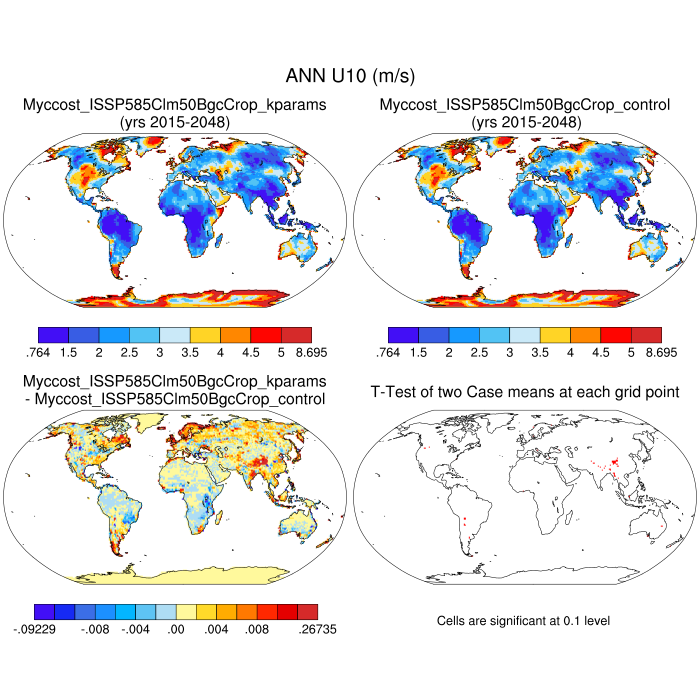 ANN U10 (m/s)
Myccost_ISSP585Clm50BgcCrop_kparams
(yrs 2015-2048)
Myccost_ISSP585Clm50BgcCrop_control
(yrs 2015-2048)
.764 1.5 2 2.5 3 3.5 4 4.5 5 8.695
.764 1.5 2 2.5 3 3.5 4 4.5 5 8.695
Myccost_ISSP585Clm50BgcCrop_kparams
- Myccost_ISSP585Clm50BgcCrop_control
T-Test of two Case means at each grid point
-.09229 -.008 -.004 .00 .004 .008 .26735
Cells are significant at 0.1 level